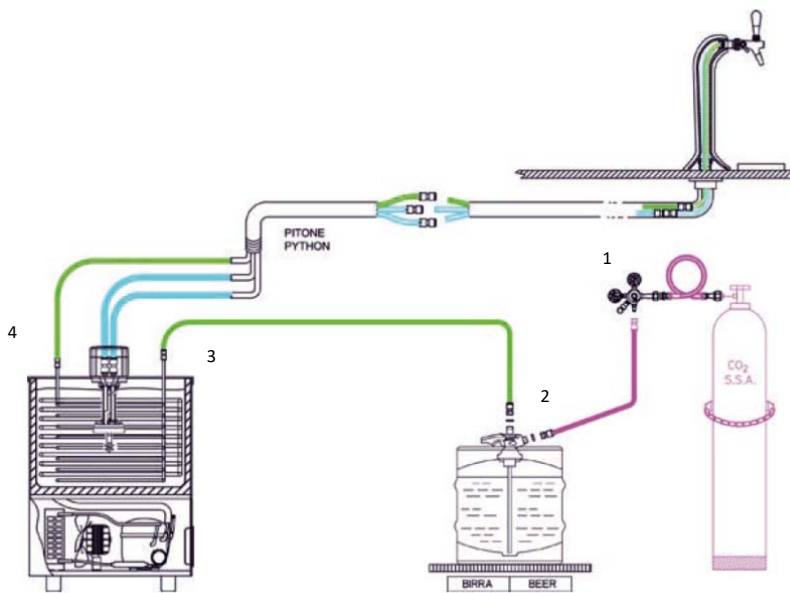 PITONE
PYTHON
1
4
3
2
CO2
S.S.A.
BIRRA
BEER